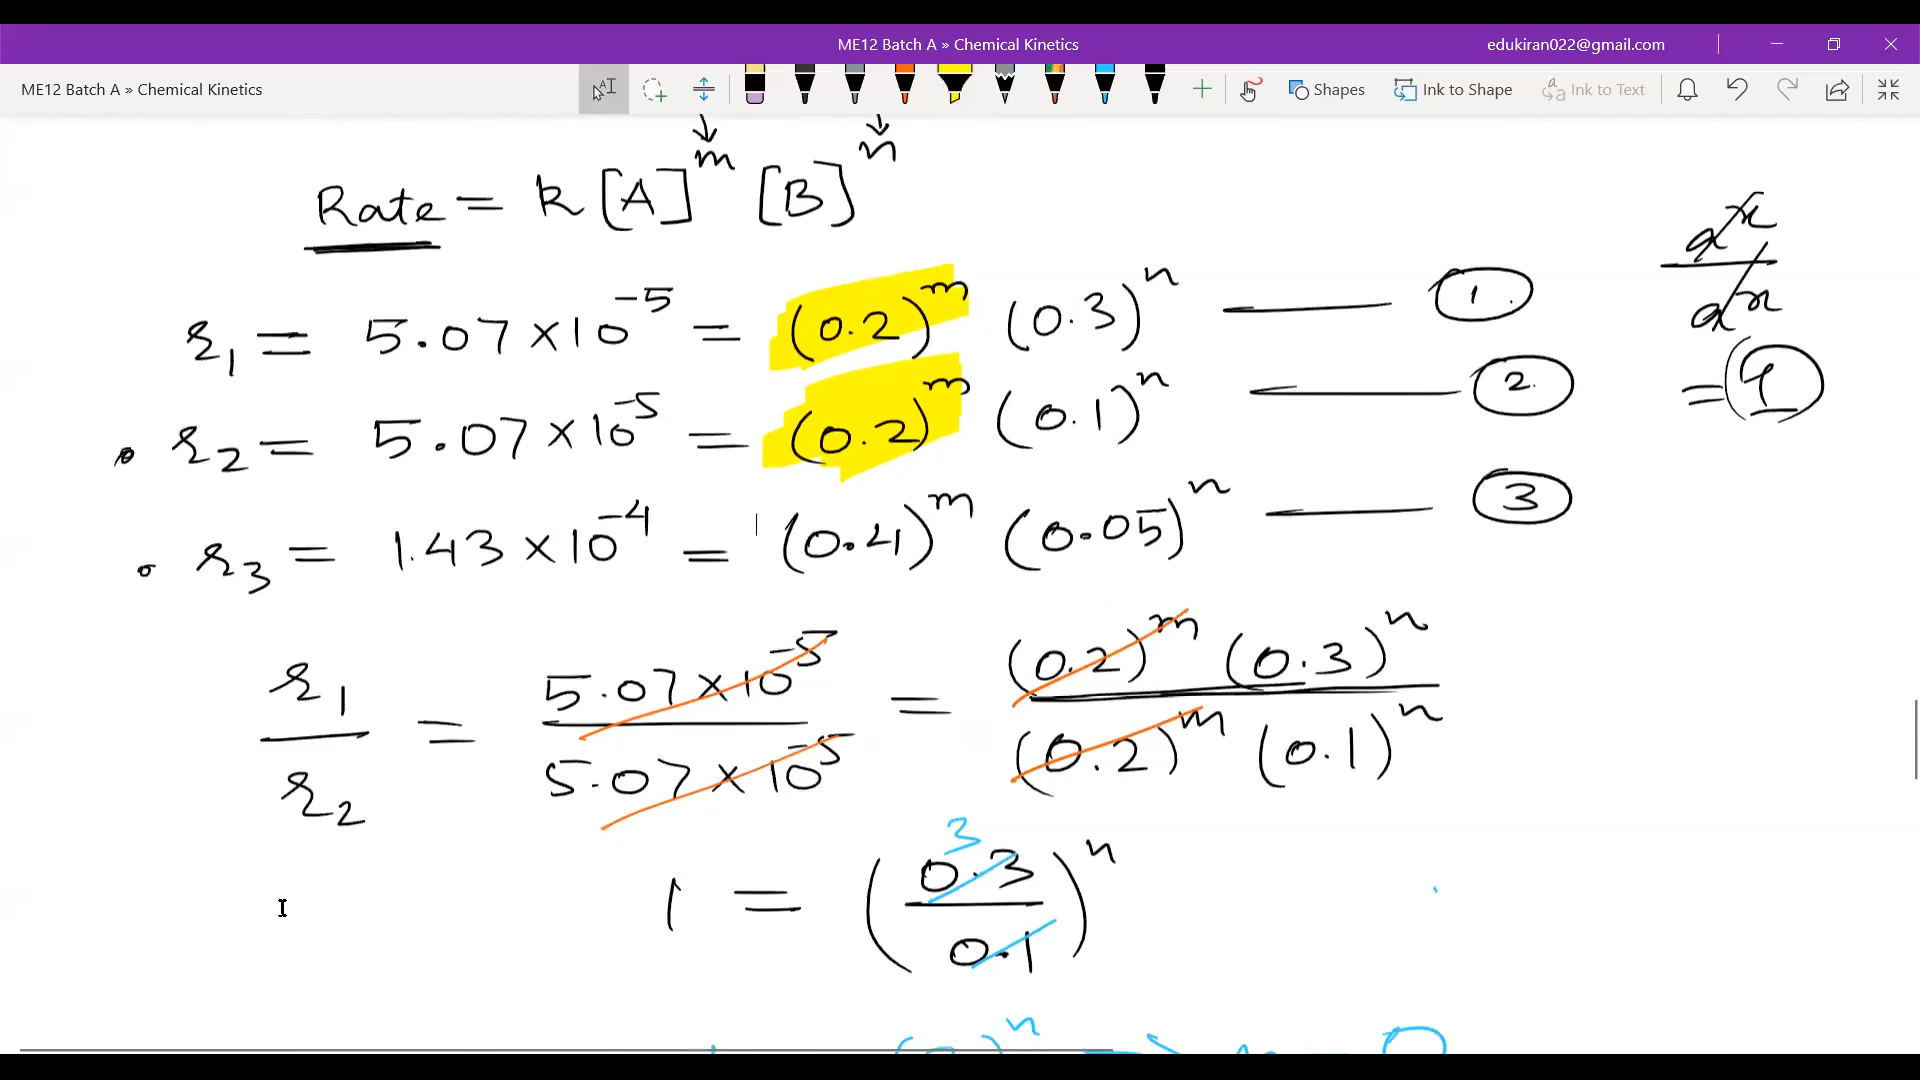 ME12 Batch A » Chemical Kinetics
edukiran022@gmail.com
ME12 Batch A » Chemical Kinetics
Shapes
Ink to Shape
Ink to Text
↓ ↓
Rate = k [A]^m [B]^n
r₁ = 5.07 × 10^-5 = (0.2)^m (0.3)^n —— ①
r₂ = 5.07 × 10^-5 = (0.2)^m (0.1)^n —— ②
r₃ = 1.43 × 10^-4 = (0.4)^m (0.05)^n —— ③
a^x / a^x
= 1
r₁ / r₂ = 5.07 × 10^-5 / 5.07 × 10^-5 = (0.2)^m (0.3)^n / (0.2)^m (0.1)^n
3
1 = (0.3 / 0.1)^n
n